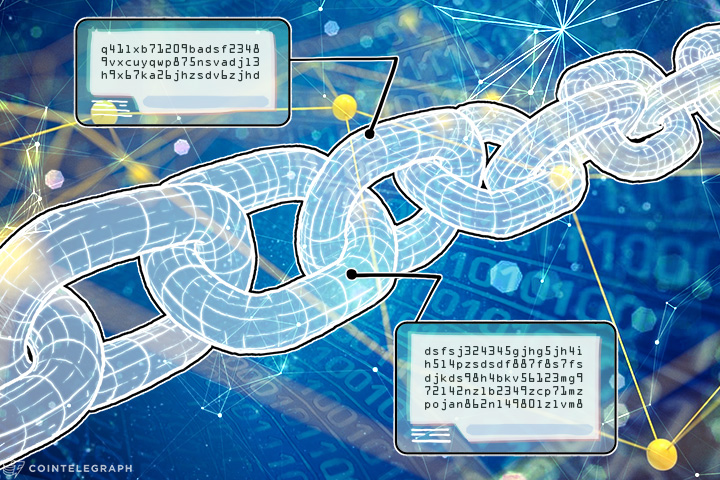 q411xb71209badsf2348
9vxcuyqwp875nsvadj13
h9x67ka26jhzsdv6zjhd
dsfsj324345gjhg5jh4i
h514pzsdsdf887f8s7fs
djkds98h4bkv56123mg9
72142nz1b2349zcp71mz
pojan862n149801z1vm8
COINTELEGRAPH